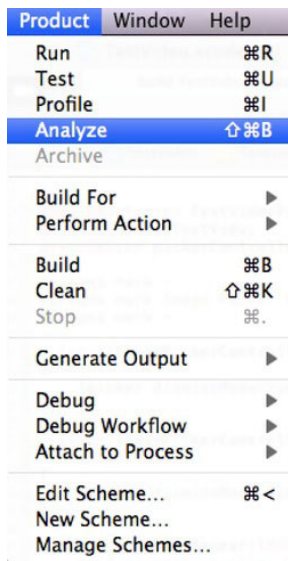 Product Window Help
Run ⌘R
Test ⌘U
Profile ⌘I
Analyze ⇧⌘B
Archive
Build For ▶
Perform Action ▶
Build ⌘B
Clean ⇧⌘K
Stop ⌘.
Generate Output ▶
Debug ▶
Debug Workflow ▶
Attach to Process ▶
Edit Scheme... ⌘<
New Scheme...
Manage Schemes...